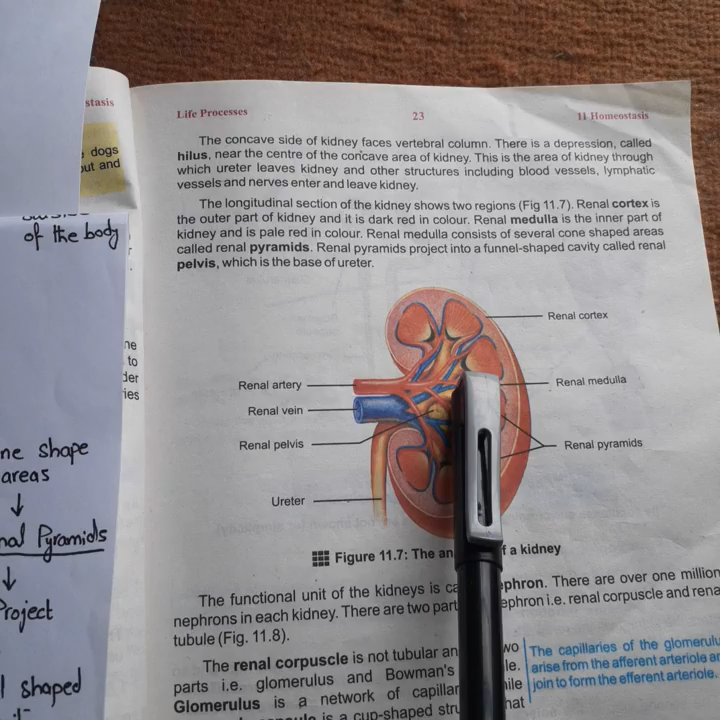 stasis
dogs
out and
of the body
ne
to
der
ies
ne shape
areas
↓
nal Pyramids
↓
Project
l shaped
Life Processes 23 11 Homeostasis
The concave side of kidney faces vertebral column. There is a depression, called
hilus, near the centre of the concave area of kidney. This is the area of kidney through
which ureter leaves kidney and other structures including blood vessels, lymphatic
vessels and nerves enter and leave kidney.
The longitudinal section of the kidney shows two regions (Fig 11.7). Renal cortex is
the outer part of kidney and it is dark red in colour. Renal medulla is the inner part of
kidney and is pale red in colour. Renal medulla consists of several cone shaped areas
called renal pyramids. Renal pyramids project into a funnel-shaped cavity called renal
pelvis, which is the base of ureter.
Renal cortex
Renal artery
Renal medulla
Renal vein
Renal pelvis
Renal pyramids
Ureter
Figure 11.7: The an f a kidney
The functional unit of the kidneys is ca ephron. There are over one million
nephrons in each kidney. There are two part ephron i.e. renal corpuscle and rena
tubule (Fig. 11.8).
The renal corpuscle is not tubular an wo
parts i.e. glomerulus and Bowman's le.
Glomerulus is a network of capillar hile
is a cup-shaped stru hat
The capillaries of the glomerulu
arise from the afferent arteriole an
join to form the efferent arteriole.